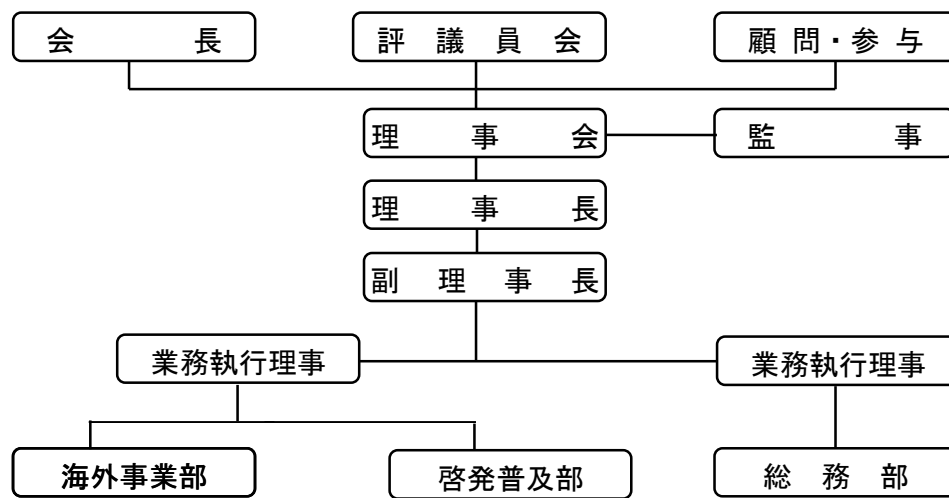 会長 評議員会 顧問・参与
理事会 監事
理事長
副理事長
業務執行理事 業務執行理事
海外事業部 啓発普及部 総務部